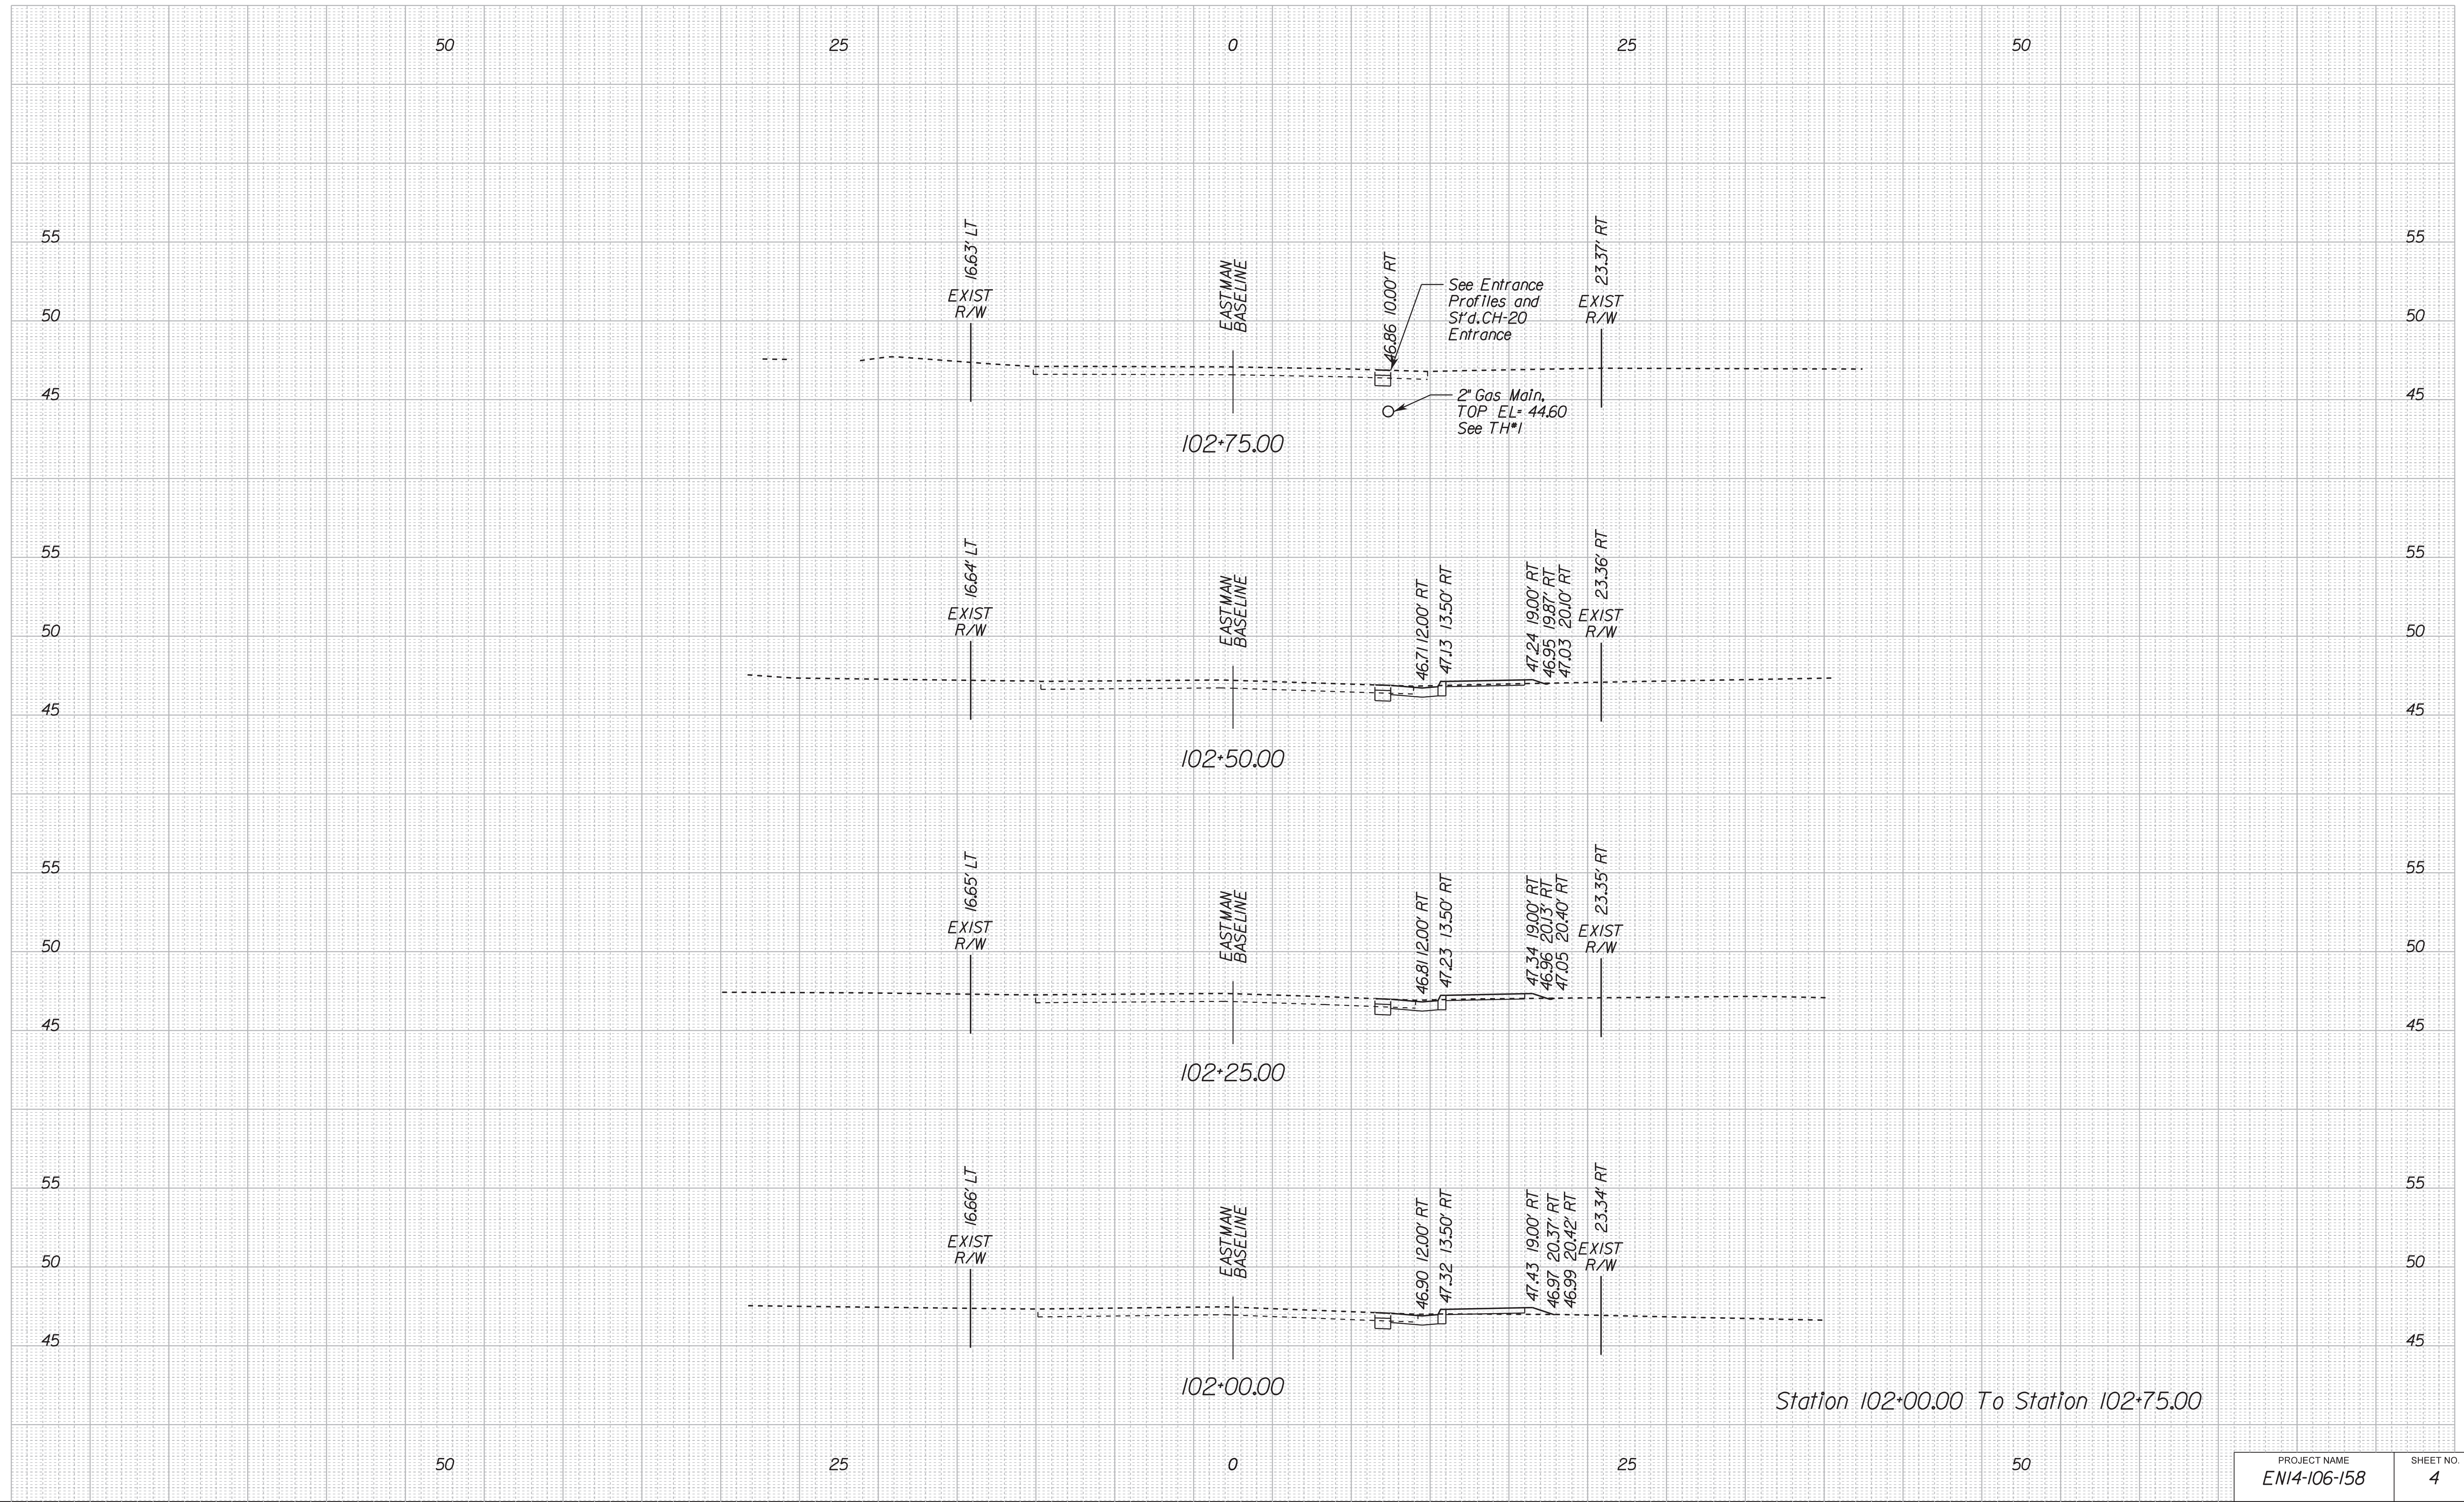 50 25 0 25 50
16.63' LT
EXIST
R/W
EASTMAN
BASELINE
46.86 10.00' RT
See Entrance
Profiles and
St'd. CH-20
Entrance
23.37' RT
EXIST
R/W
55 55
50 50
45 45
2" Gas Main,
TOP EL= 44.60
See TH#1
102+75.00
16.64' LT
EXIST
R/W
EASTMAN
BASELINE
46.71 12.00' RT
47.13 13.50' RT
47.24 19.00' RT
46.95 19.87' RT
47.03 20.10' RT
23.36' RT
EXIST
R/W
55 55
50 50
45 45
102+50.00
16.65' LT
EXIST
R/W
EASTMAN
BASELINE
46.81 12.00' RT
47.23 13.50' RT
47.34 19.00' RT
46.96 20.13' RT
47.05 20.40' RT
23.35' RT
EXIST
R/W
55 55
50 50
45 45
102+25.00
16.66' LT
EXIST
R/W
EASTMAN
BASELINE
46.90 12.00' RT
47.32 13.50' RT
47.43 19.00' RT
46.97 20.37' RT
46.99 20.42' RT
23.34' RT
EXIST
R/W
55 55
50 50
45 45
102+00.00
Station 102+00.00 To Station 102+75.00
50 25 0 25 50
PROJECT NAME
EN14-106-158
SHEET NO.
4